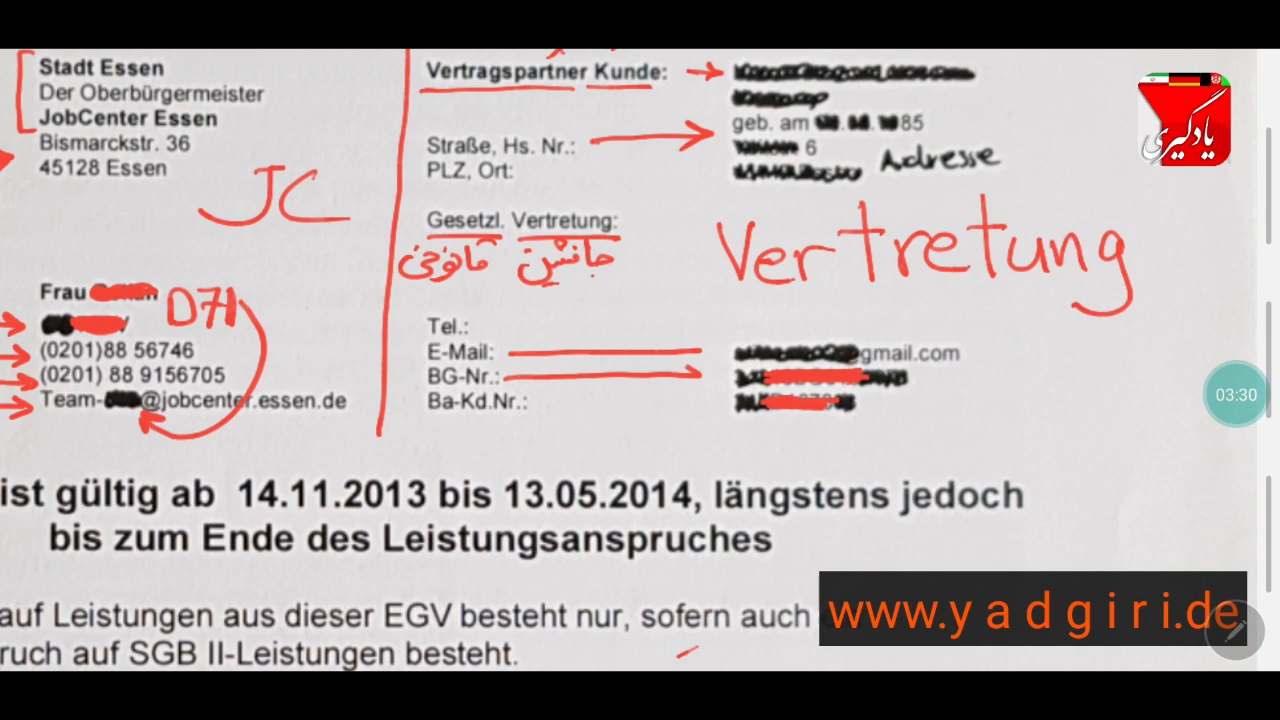 Stadt Essen
Der Oberbürgermeister
JobCenter Essen
Bismarckstr. 36
45128 Essen
JC
Frau
D71
(0201)88 56746
(0201) 88 9156705
Team- @jobcenter.essen.de
Vertragspartner Kunde:
geb. am 85
Straße, Hs. Nr.: 6
PLZ, Ort:
Adresse
Gesetzl. Vertretung:
قانونی جانشین
Vertretung
Tel.:
E-Mail: @gmail.com
BG-Nr.:
Ba-Kd.Nr.:
یادگیری
03:30
ist gültig ab 14.11.2013 bis 13.05.2014, längstens jedoch
bis zum Ende des Leistungsanspruches
auf Leistungen aus dieser EGV besteht nur, sofern auch
ruch auf SGB II-Leistungen besteht.
www.y a d g i r i.de